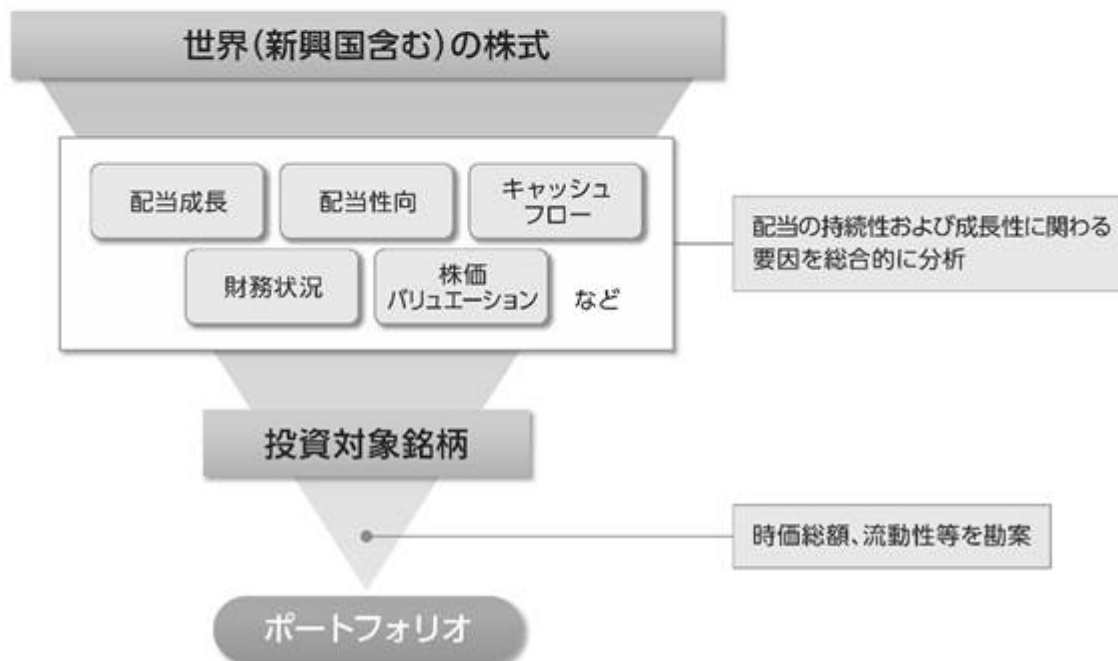 世界(新興国含む)の株式
配当成長
配当性向
キャッシュ
フロー
財務状況
株価
バリュエーション
など
配当の持続性および成長性に関わる
要因を総合的に分析
投資対象銘柄
時価総額、流動性等を勘案
ポートフォリオ